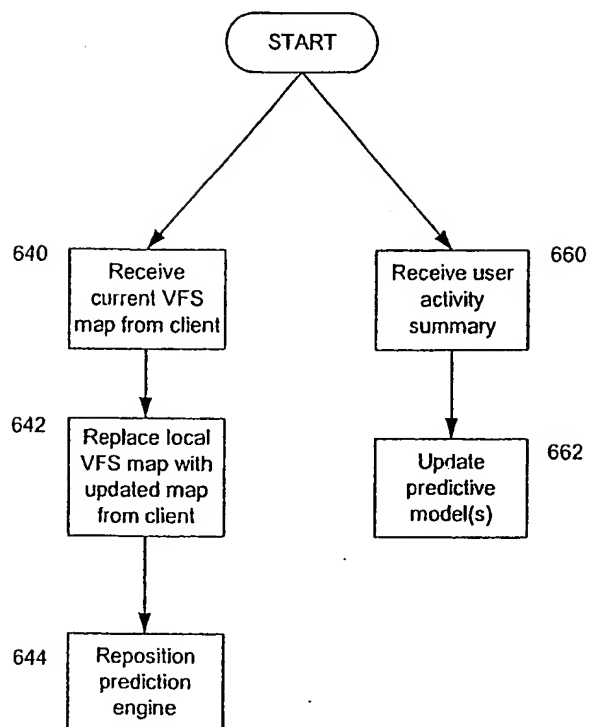 START
640
Receive
current VFS
map from client
660
Receive user
activity
summary
642
Replace local
VFS map with
updated map
from client
662
Update
predictive
model(s)
644
Reposition
prediction
engine